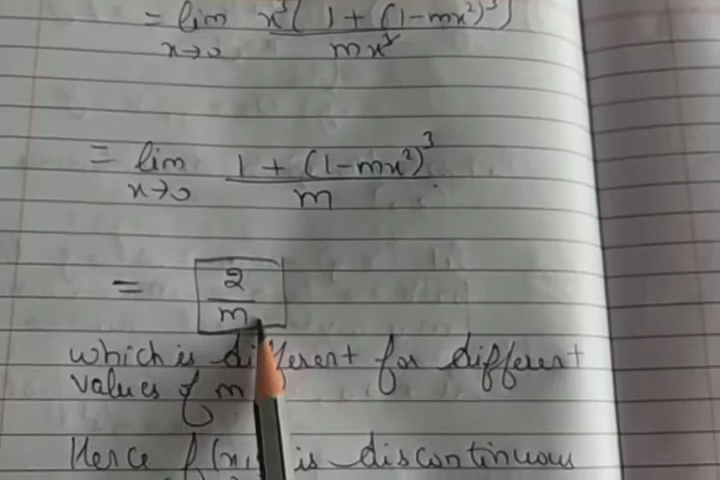 = lim x→0 x³(1 + (1-mx²)³) / mx³
= lim x→0 1 + (1-mx²)³ / m
= 2/m
which is different for different
values of m
Hence f(x, is discontinuous